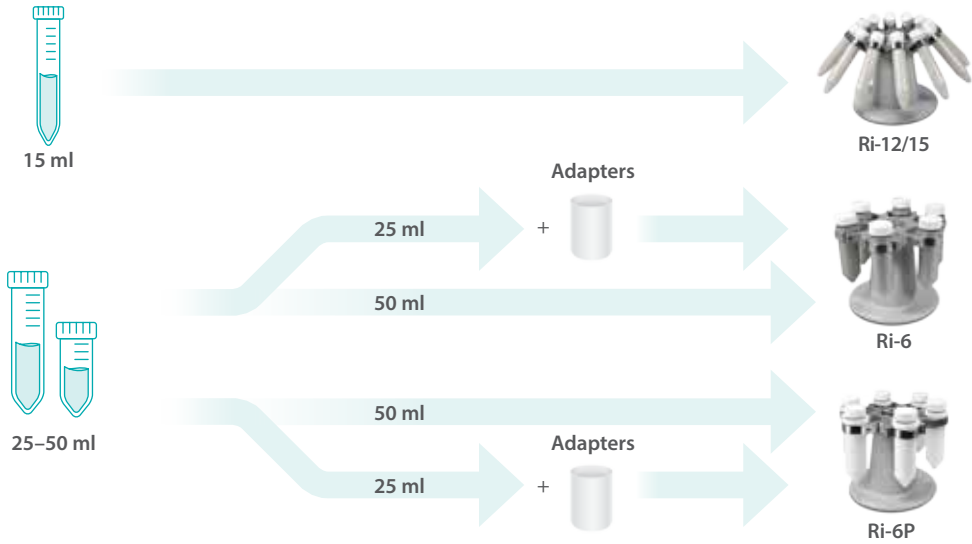 15 ml
Ri-12/15
Adapters
25 ml
+
50 ml
Ri-6
25–50 ml
50 ml
Adapters
25 ml
+
Ri-6P